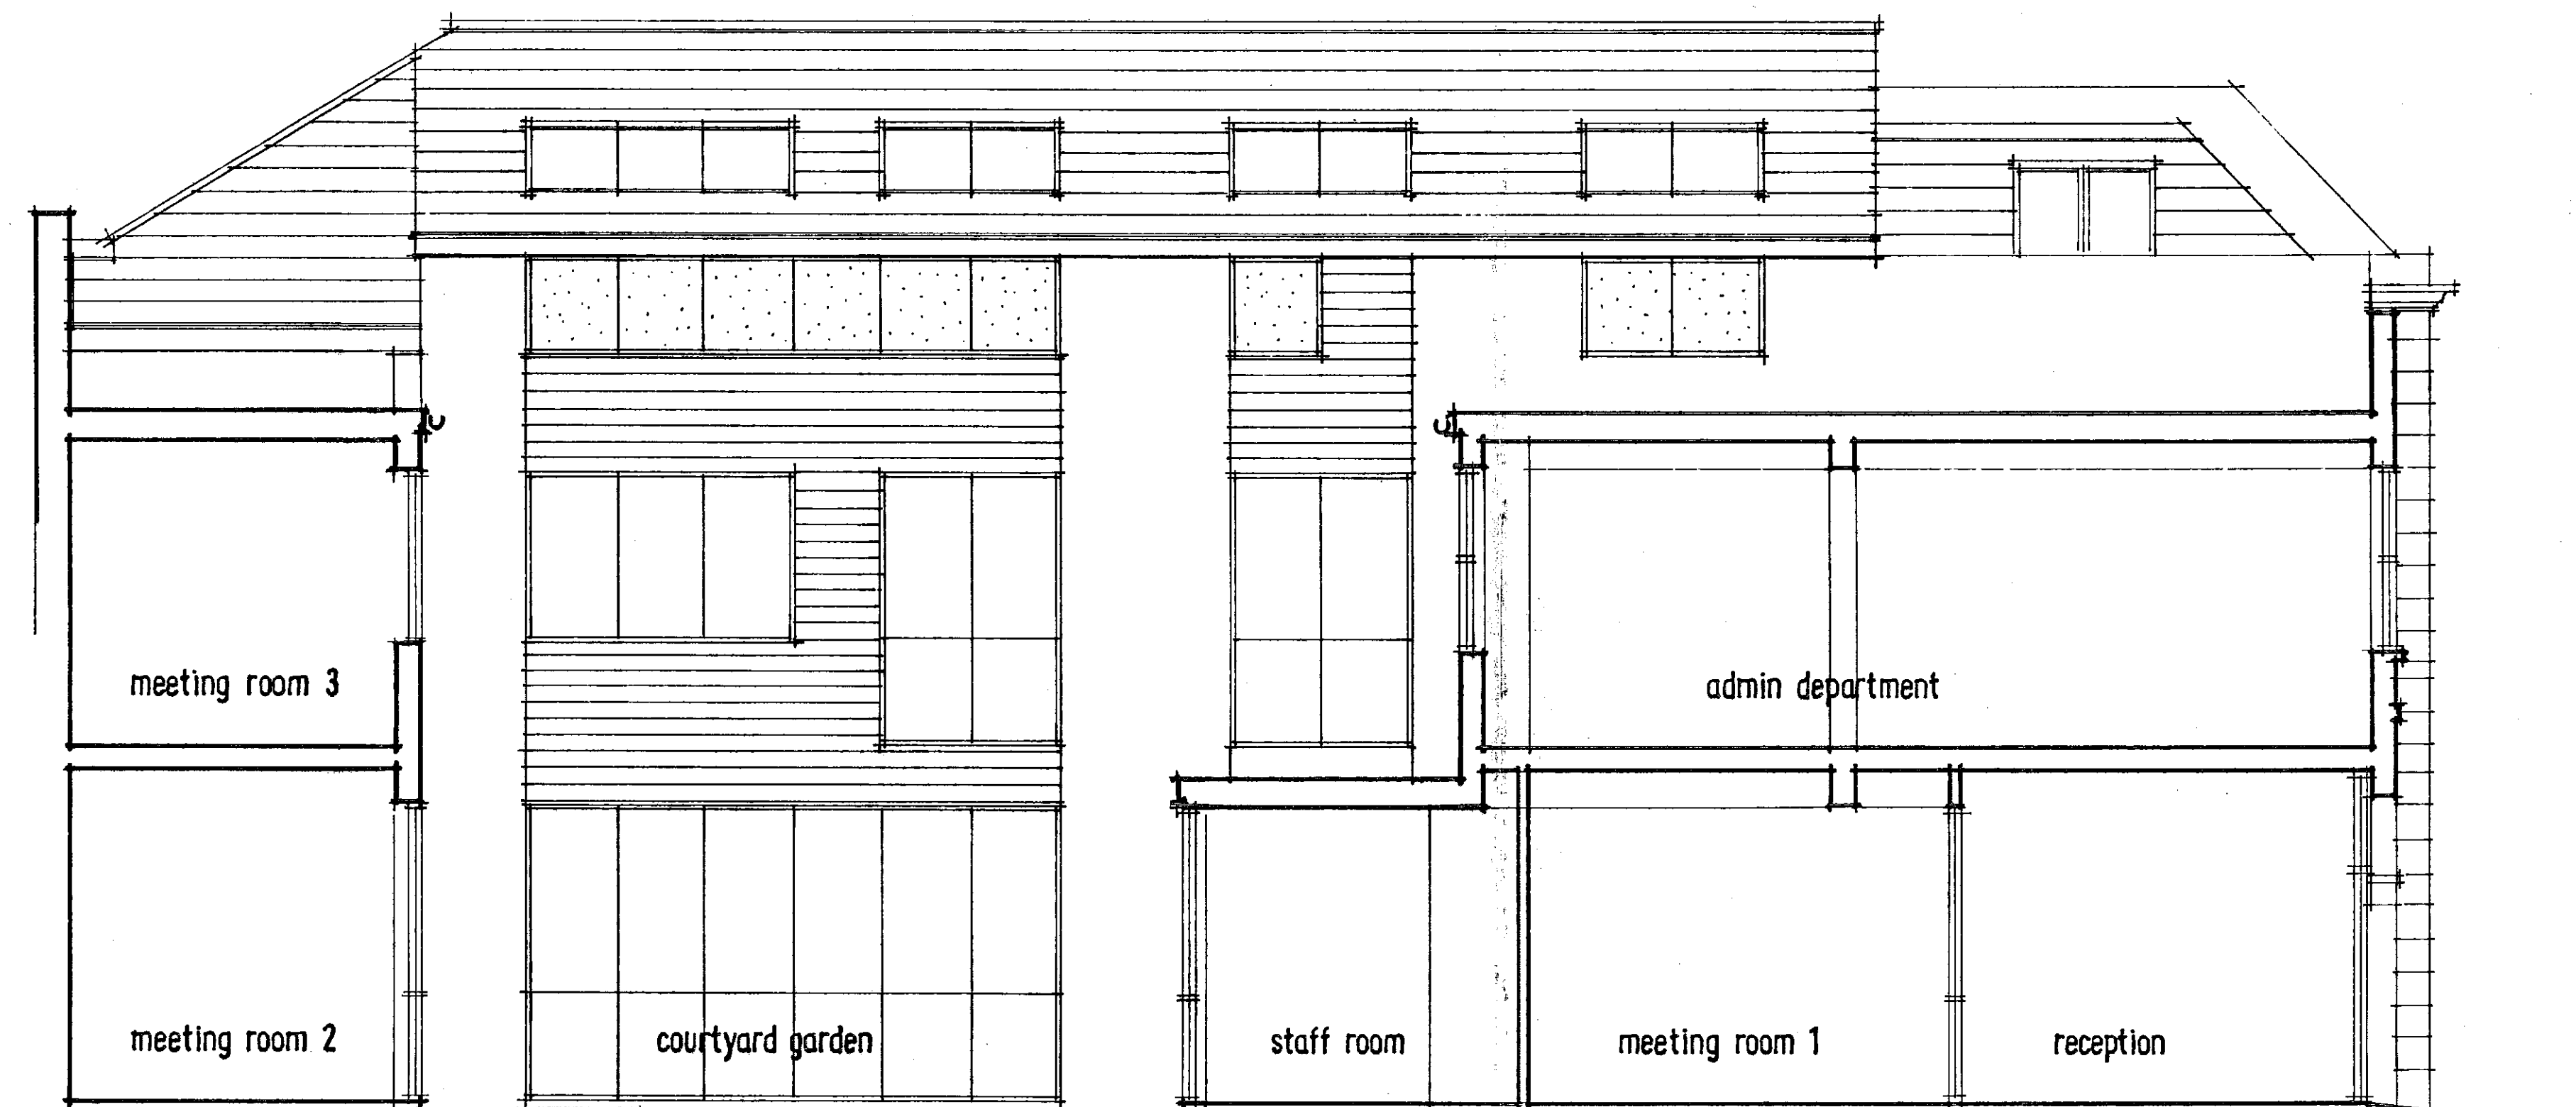 meeting room 3
admin department
meeting room 2
courtyard garden
staff room
meeting room 1
reception